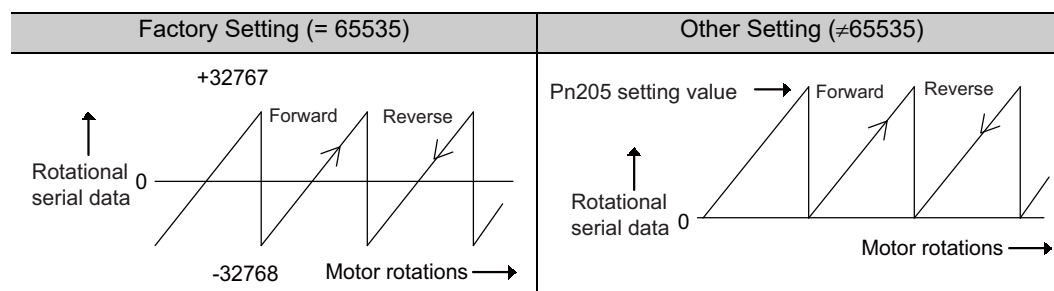 Factory Setting (= 65535)
Other Setting (≠65535)
+32767
Forward
Reverse
Rotational
serial data
0
-32768
Motor rotations
Pn205 setting value
Forward
Reverse
Rotational
serial data
0
Motor rotations